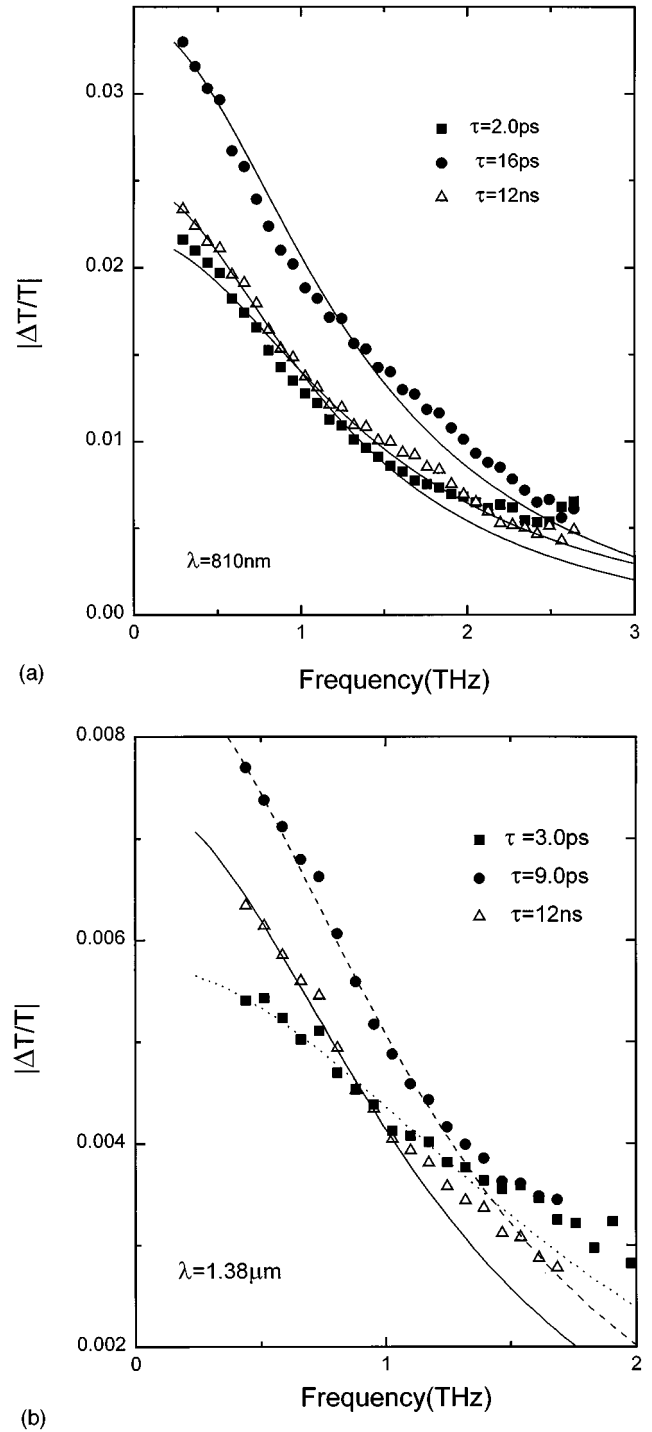 0.03
0.02
0.01
0.00
|ΔT/T|
τ=2.0ps
τ=16ps
τ=12ns
λ=810nm
0 1 2 3
(a)
Frequency(THz)
0.008
0.006
0.004
0.002
|ΔT/T|
τ =3.0ps
τ=9.0ps
τ=12ns
λ=1.38μm
0 1 2
Frequency(THz)
(b)